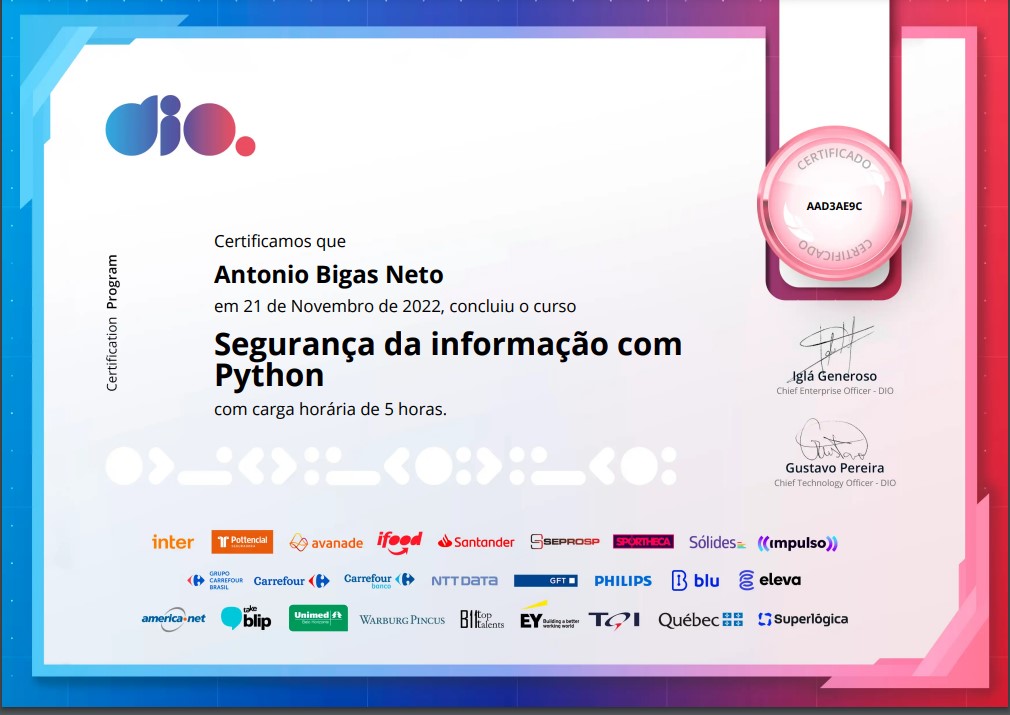 dio.
CERTIFICADO
AAD3AE9C
CERTIFICADO
Certification Program
Certificamos que
Antonio Bigas Neto
em 21 de Novembro de 2022, concluiu o curso
Segurança da informação com
Python
com carga horária de 5 horas.
Iglá Generoso
Chief Enterprise Officer - DIO
Gustavo Pereira
Chief Technology Officer - DIO
inter Pottencial avanade ifood Santander SEPROSP SPORTHECA Sólides impulso
GRUPO CARREFOUR BRASIL Carrefour Carrefour banco NTT DATA GFT PHILIPS blu eleva
america net take blip Unimed WARBURG PINCUS BHtop talents EY Building a better working world TQI Québec Superlógica